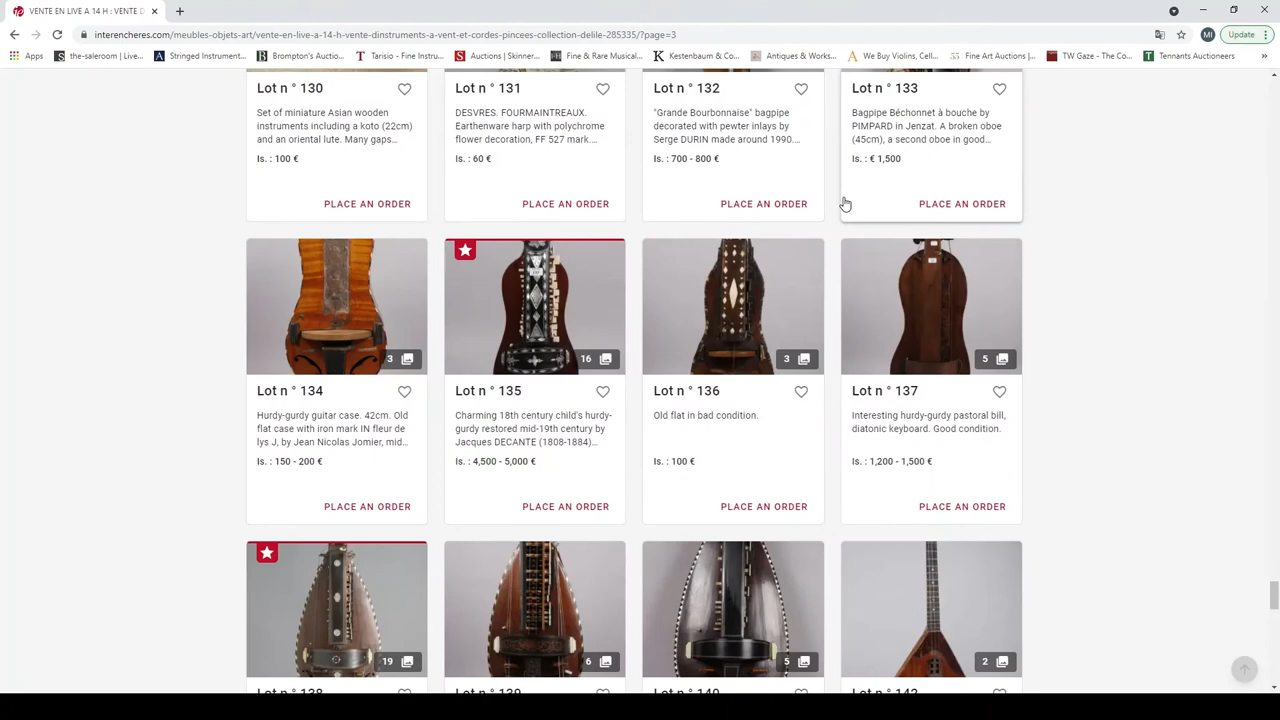 VENTE EN LIVE A 14 H : VENTE D
MI
Update
interencheres.com/meubles-objets-art/vente-en-live-a-14-h-vente-dinstruments-a-vent-et-cordes-pincees-collection-delile-285335/?page=3
Apps the-saleroom | Live... Stringed Instrument... Brompton's Auctio... Tarisio - Fine Instru... Auctions | Skinner... Fine & Rare Musical... Kestenbaum & Co... Antiques & Works... We Buy Violins, Cell... Fine Art Auctions |... TW Gaze - The Co... Tennants Auctioneers »
Lot n ° 130
Set of miniature Asian wooden
instruments including a koto (22cm)
and an oriental lute. Many gaps...
Is. : 100 €
PLACE AN ORDER
Lot n ° 131
DESVRES. FOURMAINTREAUX.
Earthenware harp with polychrome
flower decoration, FF 527 mark....
Is. : 60 €
PLACE AN ORDER
Lot n ° 132
"Grande Bourbonnaise" bagpipe
decorated with pewter inlays by
Serge DURIN made around 1990....
Is. : 700 - 800 €
PLACE AN ORDER
Lot n ° 133
Bagpipe Béchonnet à bouche by
PIMPARD in Jenzat. A broken oboe
(45cm), a second oboe in good...
Is. : € 1,500
PLACE AN ORDER
3
Lot n ° 134
Hurdy-gurdy guitar case. 42cm. Old
flat case with iron mark IN fleur de
lys J, by Jean Nicolas Jomier, mid...
Is. : 150 - 200 €
PLACE AN ORDER
16
Lot n ° 135
Charming 18th century child's hurdy-
gurdy restored mid-19th century by
Jacques DECANTE (1808-1884)...
Is. : 4,500 - 5,000 €
PLACE AN ORDER
3
Lot n ° 136
Old flat in bad condition.
Is. : 100 €
PLACE AN ORDER
5
Lot n ° 137
Interesting hurdy-gurdy pastoral bill,
diatonic keyboard. Good condition.
Is. : 1,200 - 1,500 €
PLACE AN ORDER
19
Lot n ° 138
6
Lot n ° 139
5
Lot n ° 140
2
Lot n ° 142